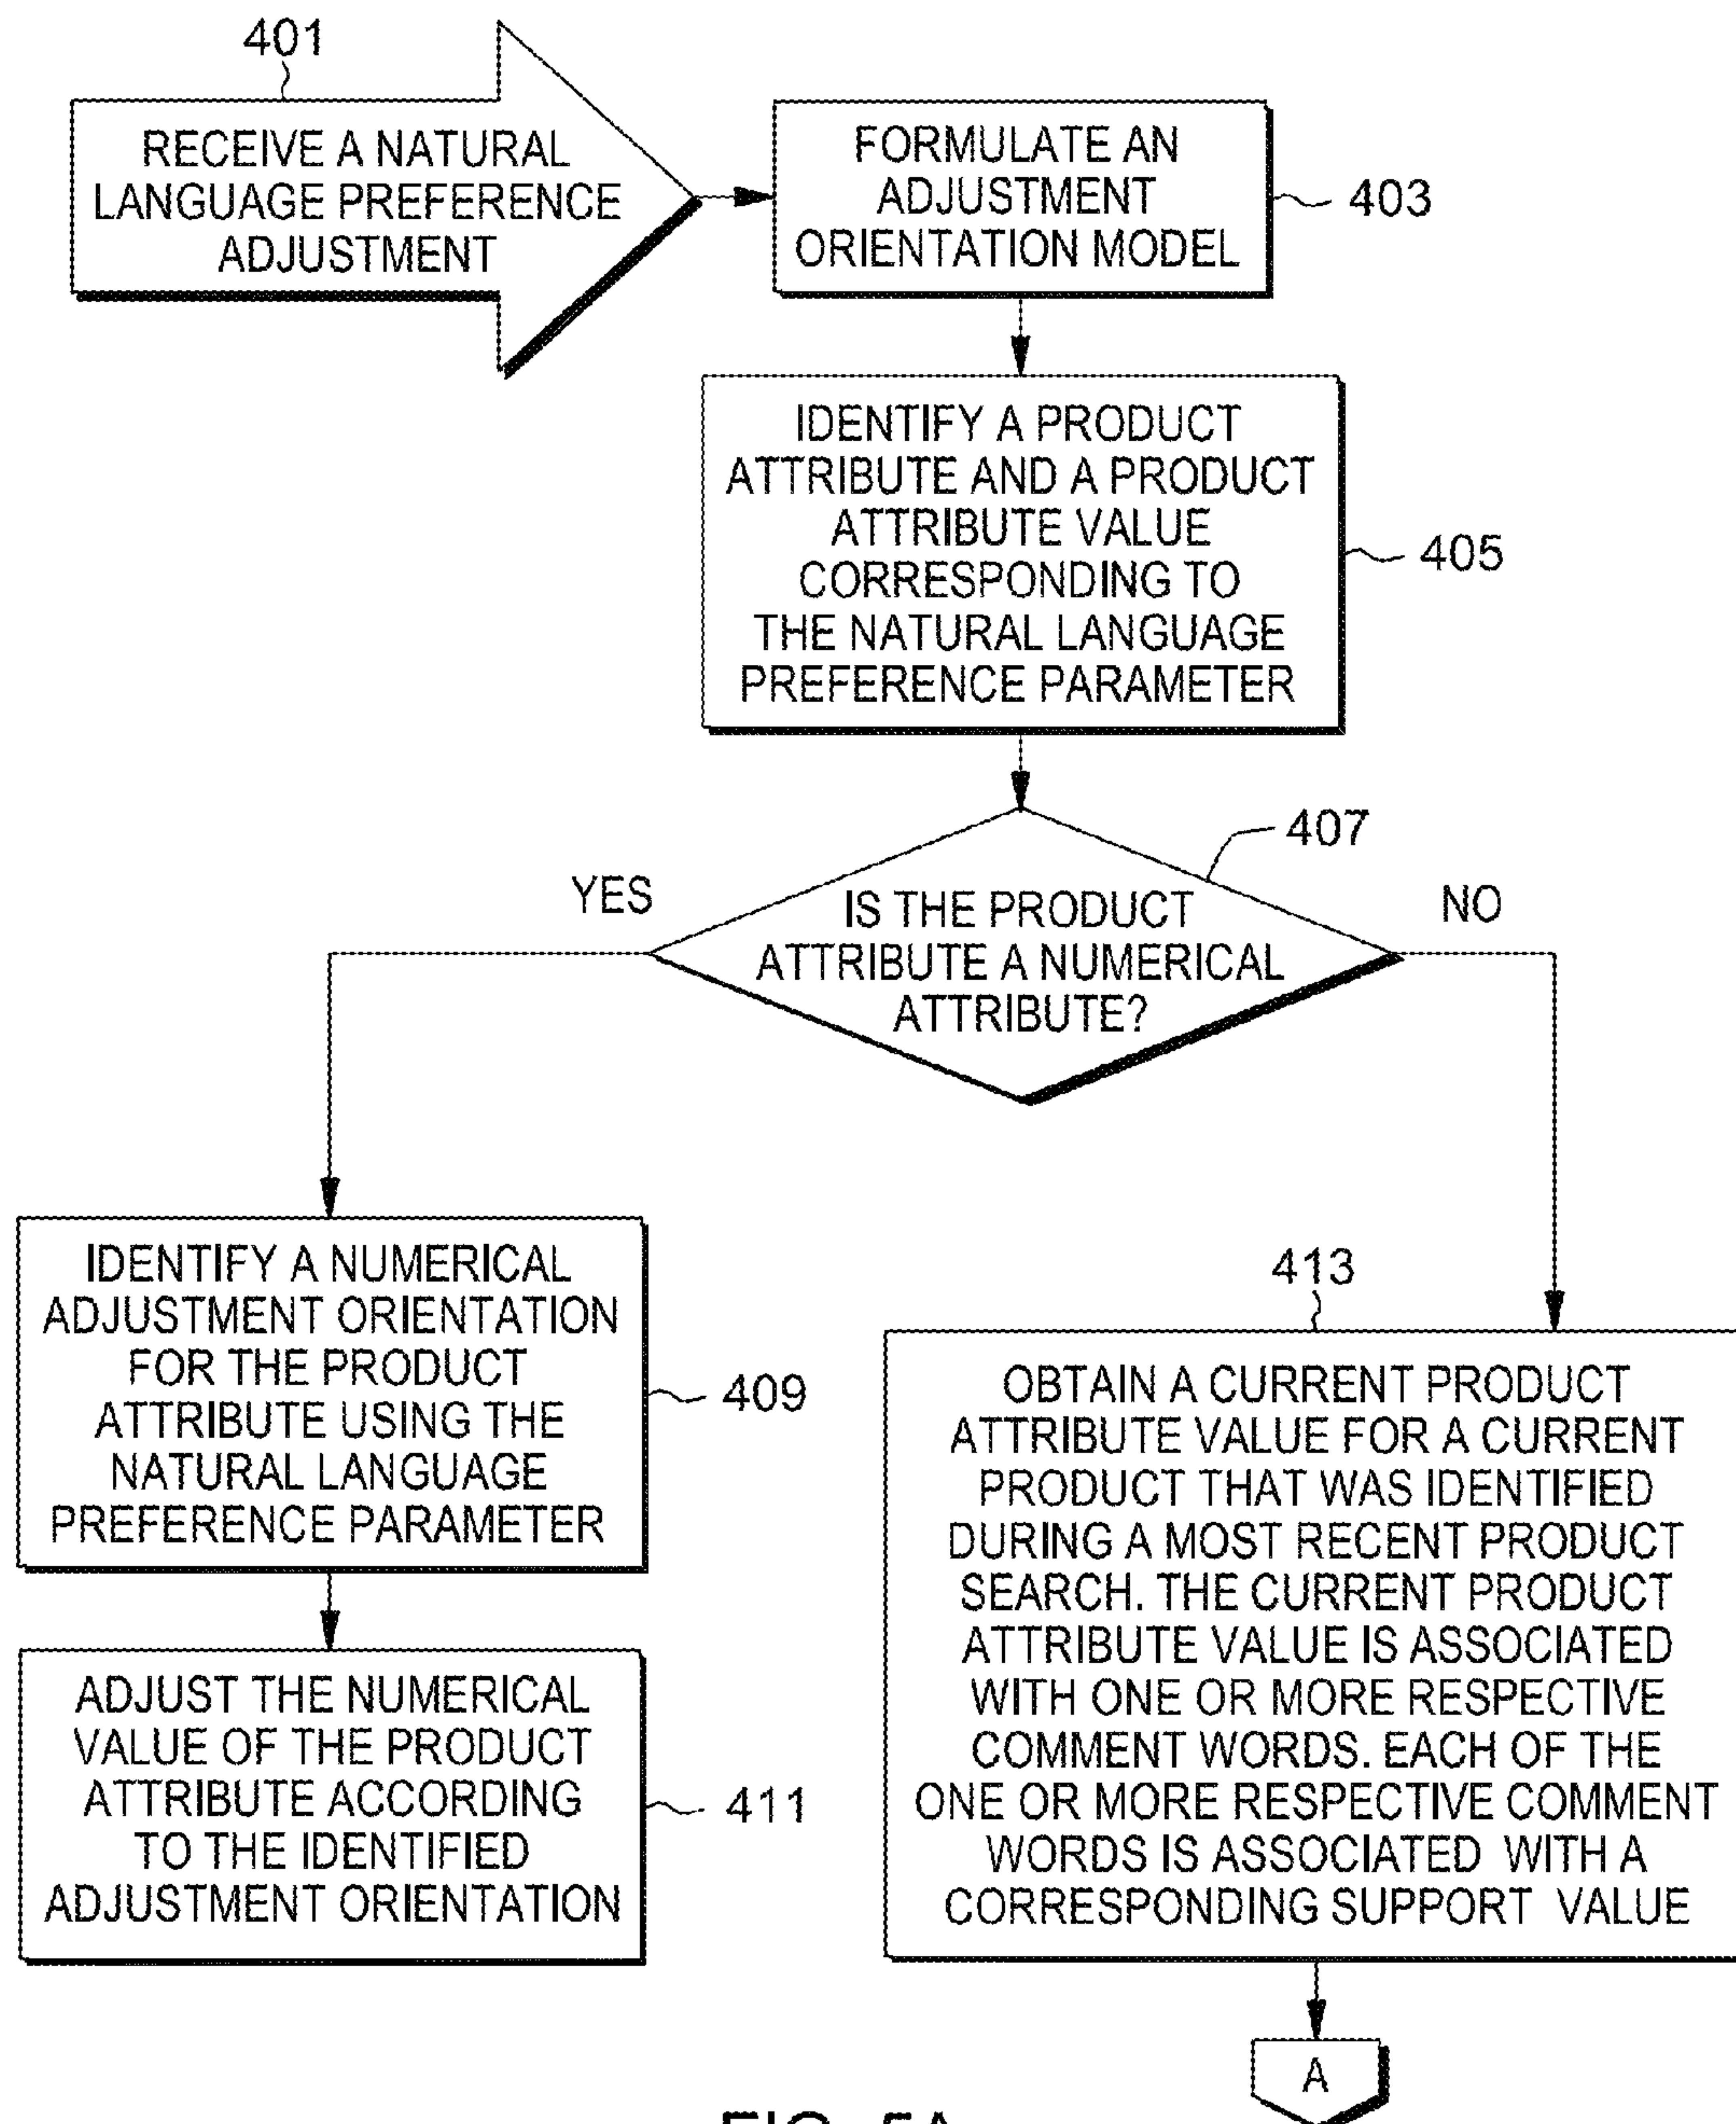 401
RECEIVE A NATURAL
LANGUAGE PREFERENCE
ADJUSTMENT
FORMULATE AN
ADJUSTMENT
ORIENTATION MODEL
403
IDENTIFY A PRODUCT
ATTRIBUTE AND A PRODUCT
ATTRIBUTE VALUE
CORRESPONDING TO
THE NATURAL LANGUAGE
PREFERENCE PARAMETER
405
407
YES
IS THE PRODUCT
ATTRIBUTE A NUMERICAL
ATTRIBUTE?
NO
IDENTIFY A NUMERICAL
ADJUSTMENT ORIENTATION
FOR THE PRODUCT
ATTRIBUTE USING THE
NATURAL LANGUAGE
PREFERENCE PARAMETER
409
ADJUST THE NUMERICAL
VALUE OF THE PRODUCT
ATTRIBUTE ACCORDING
TO THE IDENTIFIED
ADJUSTMENT ORIENTATION
411
413
OBTAIN A CURRENT PRODUCT
ATTRIBUTE VALUE FOR A CURRENT
PRODUCT THAT WAS IDENTIFIED
DURING A MOST RECENT PRODUCT
SEARCH. THE CURRENT PRODUCT
ATTRIBUTE VALUE IS ASSOCIATED
WITH ONE OR MORE RESPECTIVE
COMMENT WORDS. EACH OF THE
ONE OR MORE RESPECTIVE COMMENT
WORDS IS ASSOCIATED WITH A
CORRESPONDING SUPPORT VALUE
A
FIG. 5A